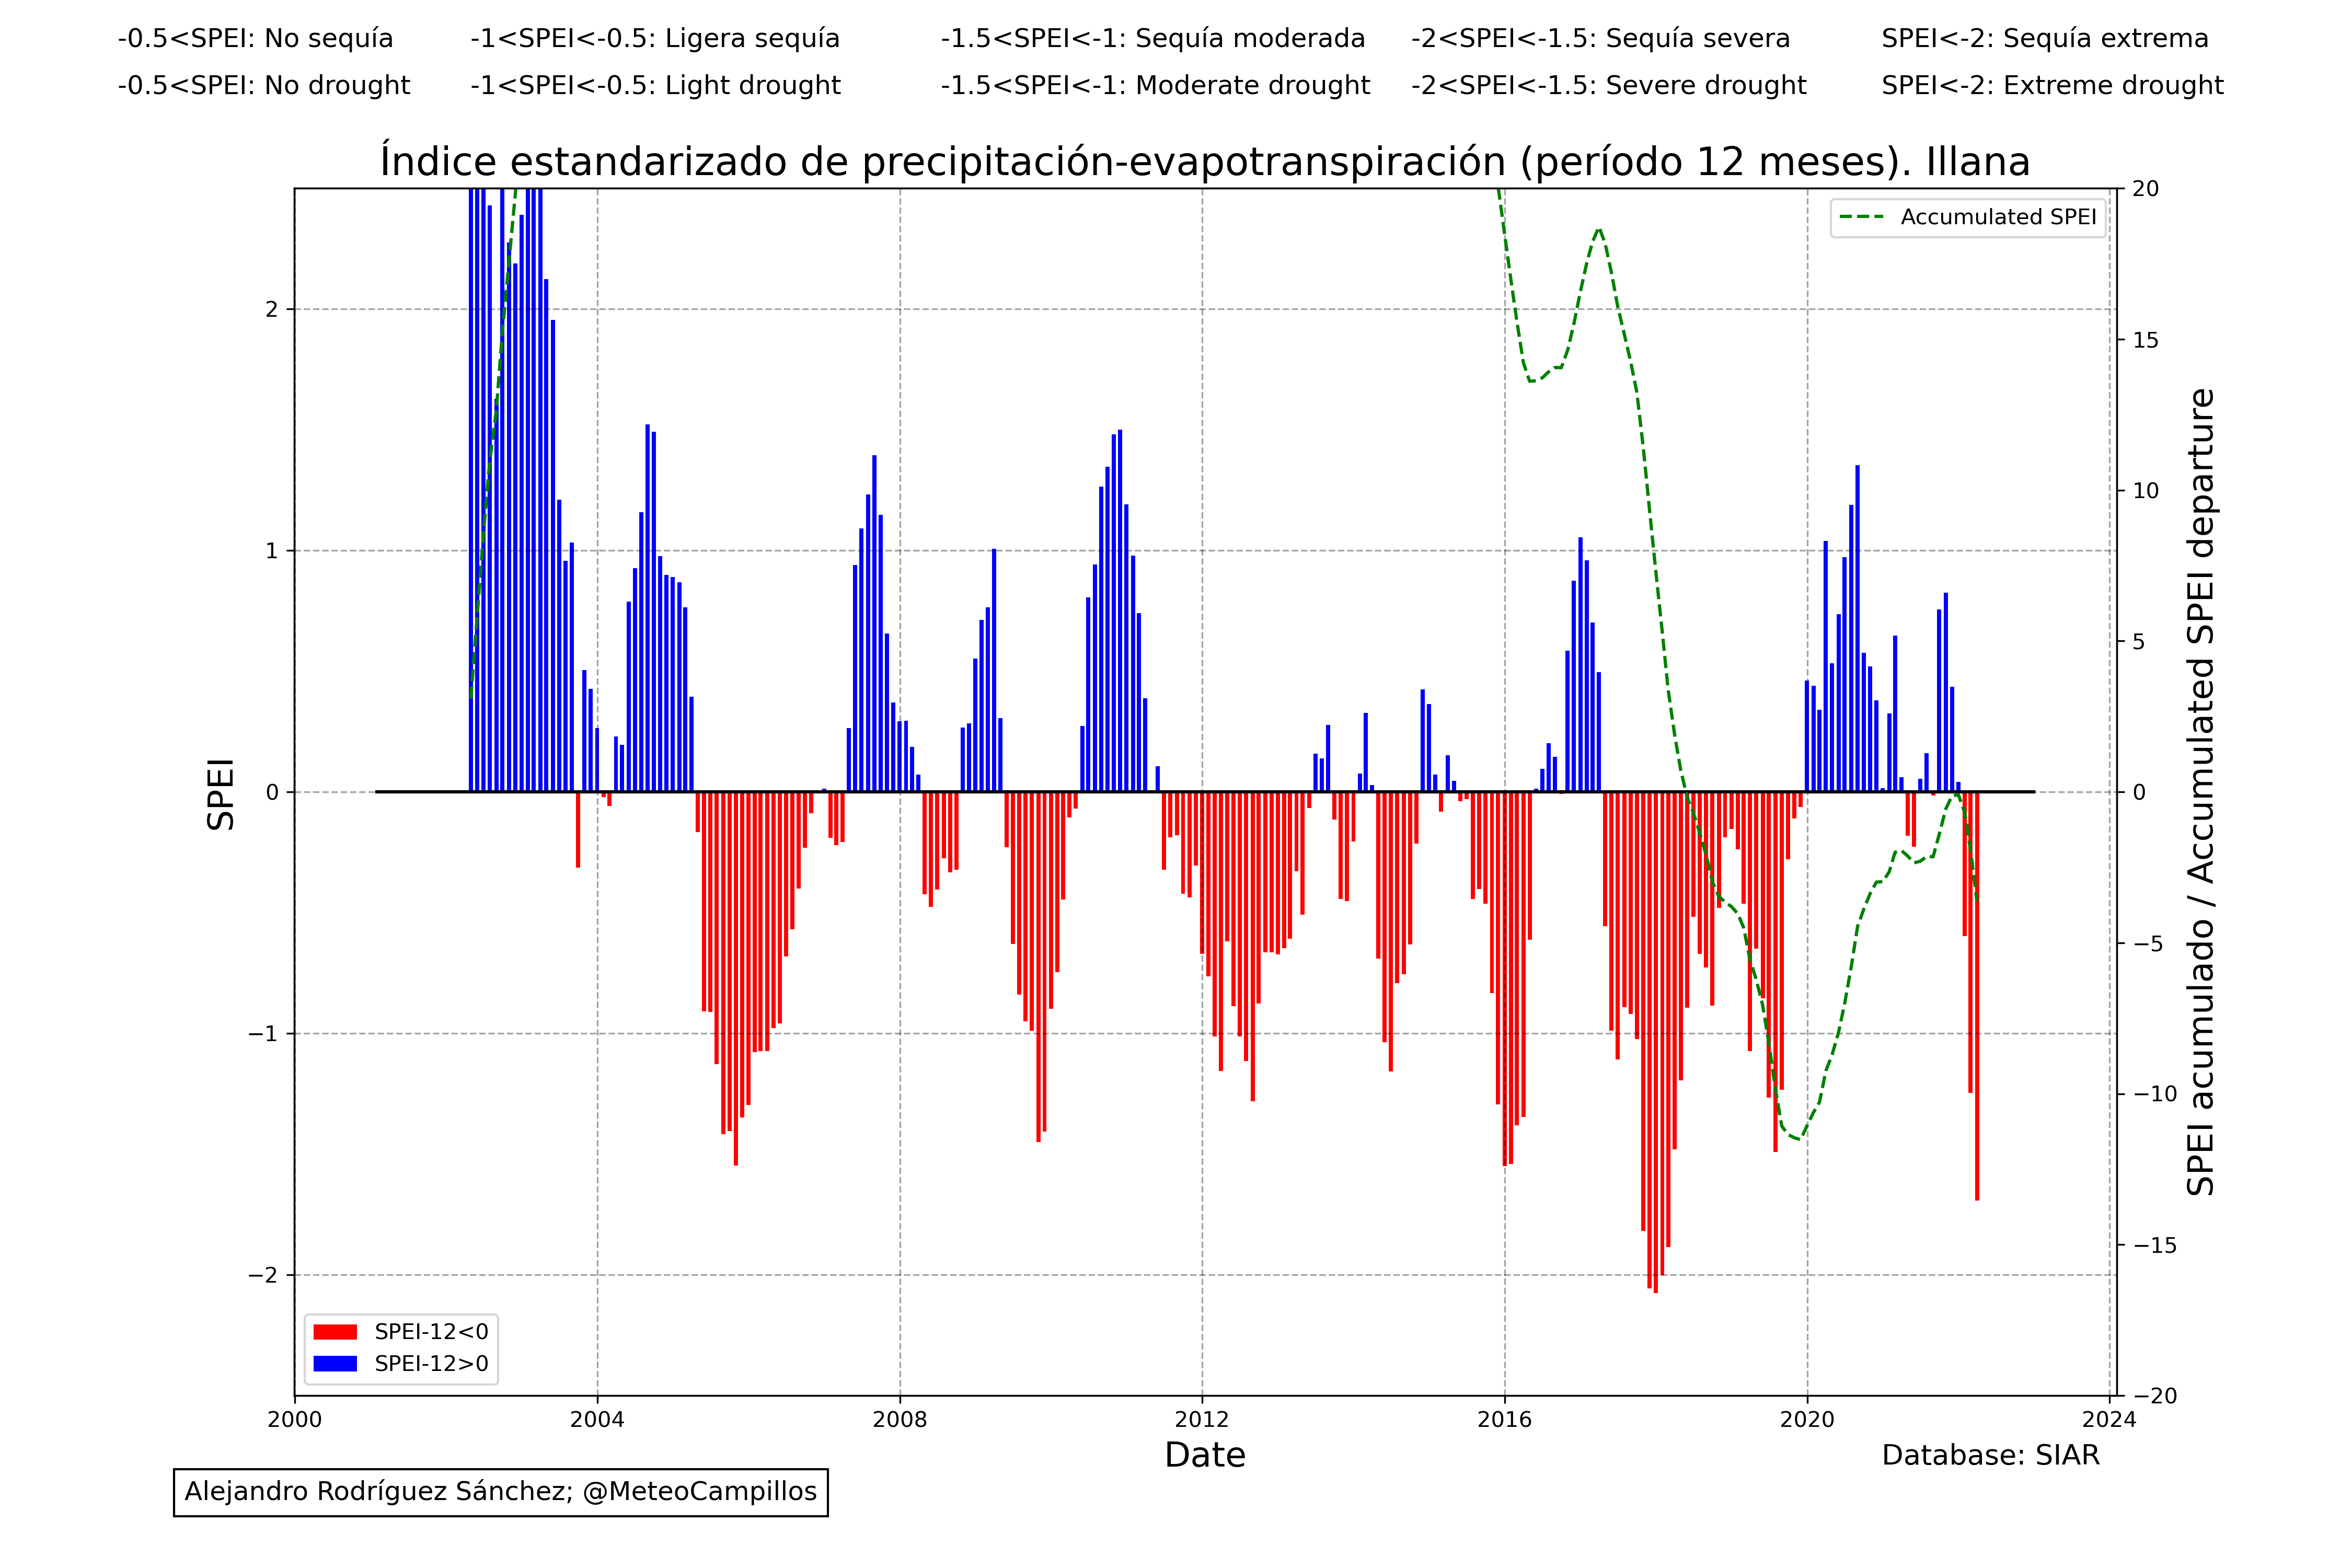 -0.5<SPEI: No sequía -1<SPEI<-0.5: Ligera sequía -1.5<SPEI<-1: Sequía moderada -2<SPEI<-1.5: Sequía severa SPEI<-2: Sequía extrema
-0.5<SPEI: No drought -1<SPEI<-0.5: Light drought -1.5<SPEI<-1: Moderate drought -2<SPEI<-1.5: Severe drought SPEI<-2: Extreme drought
Índice estandarizado de precipitación-evapotranspiración (período 12 meses). Illana
Accumulated SPEI
SPEI
2
1
0
−1
−2
20
15
10
5
0
−5
−10
−15
−20
SPEI acumulado / Accumulated SPEI departure
SPEI-12<0
SPEI-12>0
2000 2004 2008 2012 2016 2020 2024
Date
Database: SIAR
Alejandro Rodríguez Sánchez; @MeteoCampillos